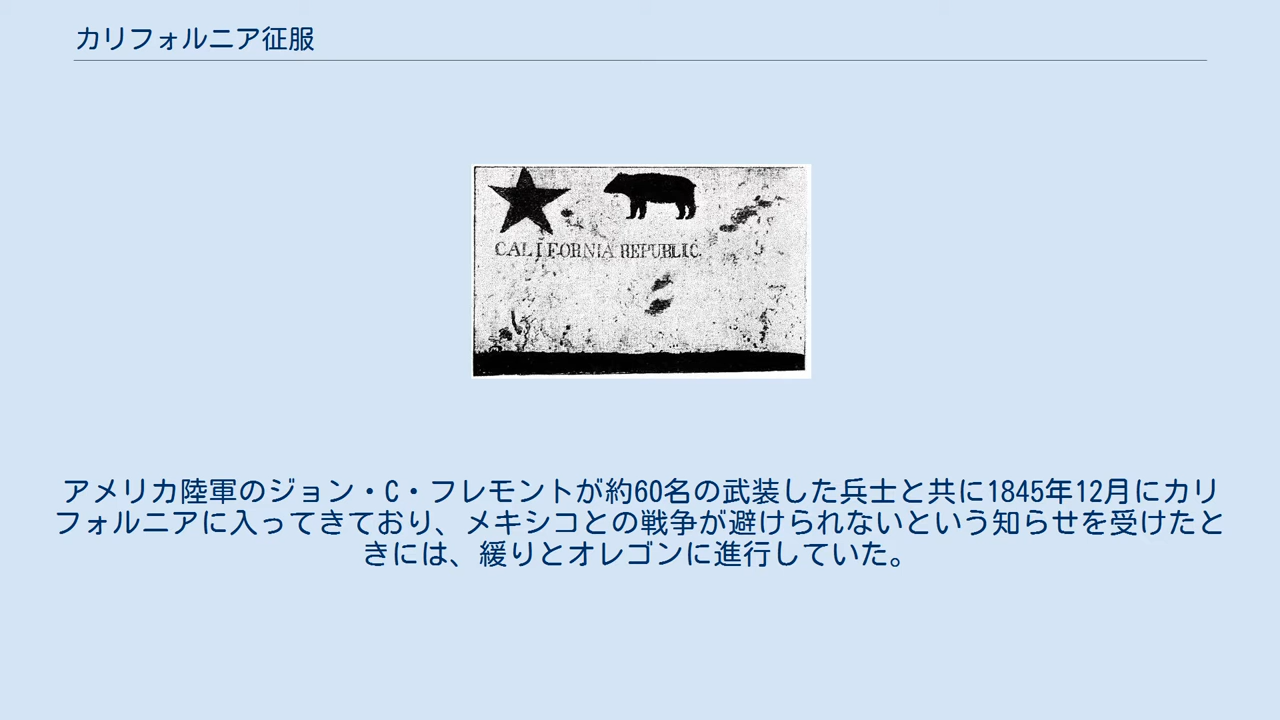 カリフォルニア征服
CALIFORNIA REPUBLIC.
アメリカ陸軍のジョン・C・フレモントが約60名の武装した兵士と共に1845年12月にカリ
フォルニアに入ってきており、メキシコとの戦争が避けられないという知らせを受けたと
きには、緩りとオレゴンに進行していた。